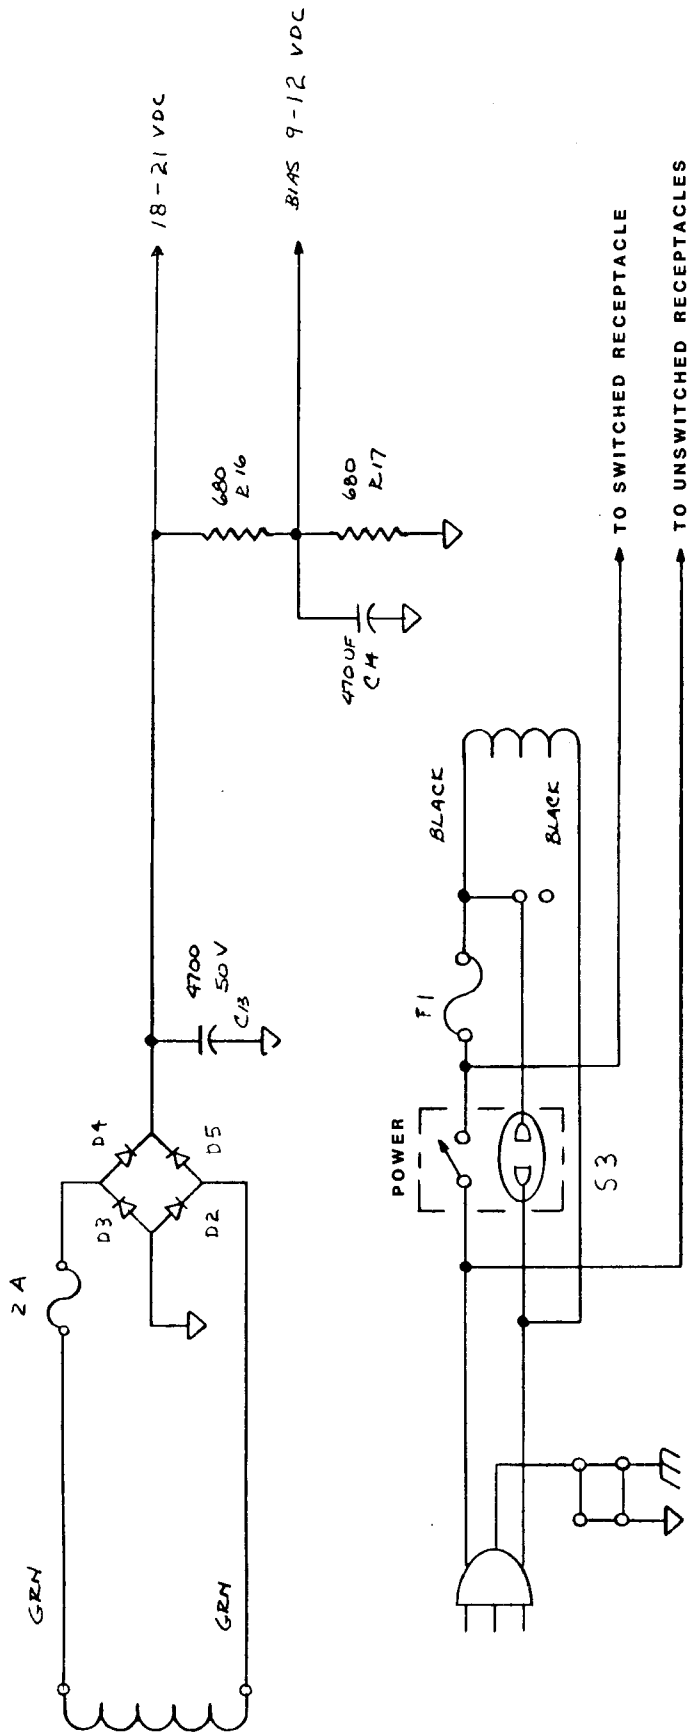 GRN
GRN
2 A
D3
D4
D2
D5
4700
50V
C13
680
R16
680
R17
470UF
C14
18-21 VDC
BIAS 9-12 VDC
POWER
S3
F1
BLACK
BLACK
TO SWITCHED RECEPTACLE
TO UNSWITCHED RECEPTACLES